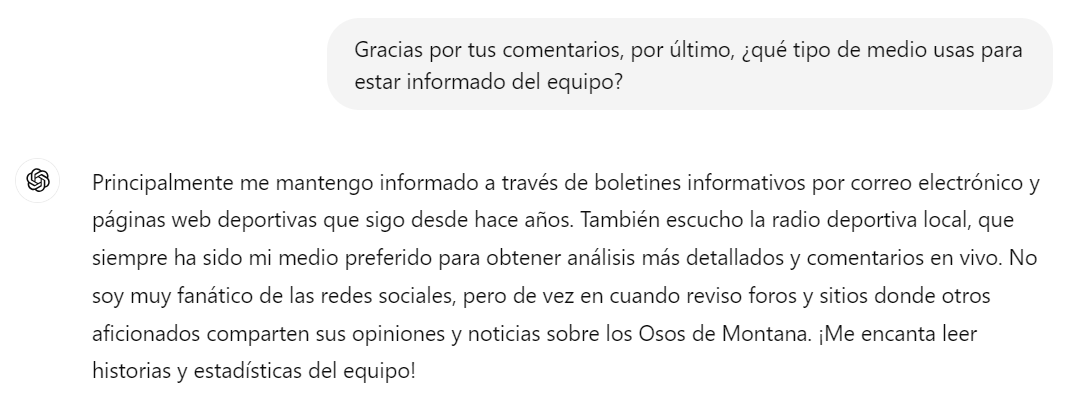 Gracias por tus comentarios, por último, ¿qué tipo de medio usas para
estar informado del equipo?
Principalmente me mantengo informado a través de boletines informativos por correo electrónico y
páginas web deportivas que sigo desde hace años. También escucho la radio deportiva local, que
siempre ha sido mi medio preferido para obtener análisis más detallados y comentarios en vivo. No
soy muy fanático de las redes sociales, pero de vez en cuando reviso foros y sitios donde otros
aficionados comparten sus opiniones y noticias sobre los Osos de Montana. ¡Me encanta leer
historias y estadísticas del equipo!